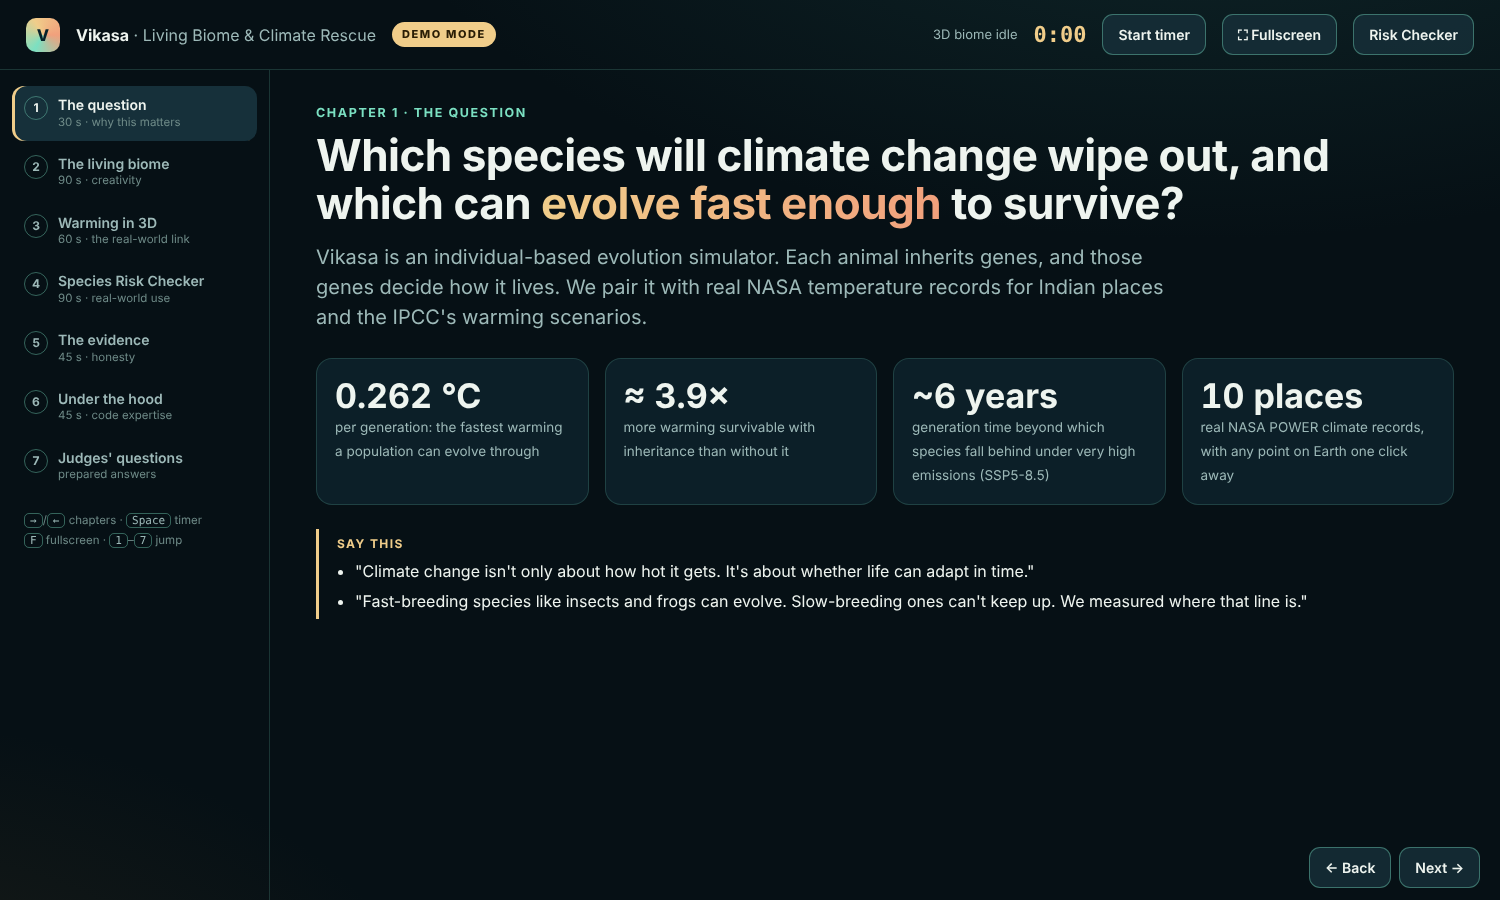 V
Vikasa · Living Biome & Climate Rescue
DEMO MODE
3D biome idle
0:00
Start timer
Fullscreen
Risk Checker
1
The question
30 s · why this matters
2
The living biome
90 s · creativity
3
Warming in 3D
60 s · the real-world link
4
Species Risk Checker
90 s · real-world use
5
The evidence
45 s · honesty
6
Under the hood
45 s · code expertise
7
Judges' questions
prepared answers
→/← chapters · Space timer
F fullscreen · 1–7 jump
CHAPTER 1 · THE QUESTION
Which species will climate change wipe out, and
which can evolve fast enough to survive?
Vikasa is an individual-based evolution simulator. Each animal inherits genes, and those
genes decide how it lives. We pair it with real NASA temperature records for Indian places
and the IPCC's warming scenarios.
0.262 °C
per generation: the fastest warming
a population can evolve through
≈ 3.9×
more warming survivable with
inheritance than without it
~6 years
generation time beyond which
species fall behind under very high
emissions (SSP5-8.5)
10 places
real NASA POWER climate records,
with any point on Earth one click
away
SAY THIS
• "Climate change isn't only about how hot it gets. It's about whether life can adapt in time."
• "Fast-breeding species like insects and frogs can evolve. Slow-breeding ones can't keep up. We measured where that line is."
← Back
Next →